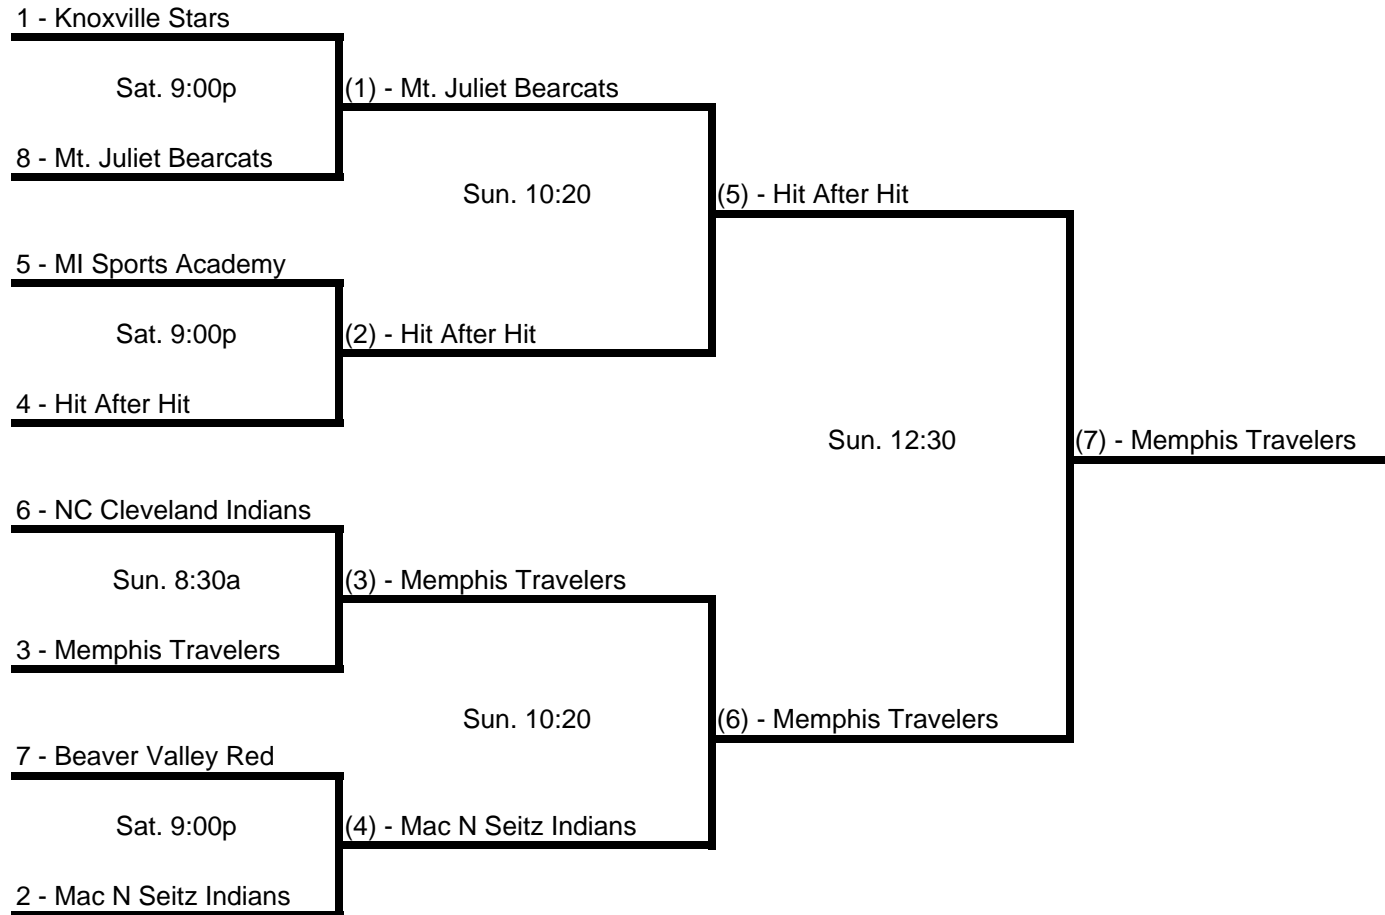 1 - Knoxville Stars
Sat. 9:00p
(1) - Mt. Juliet Bearcats
8 - Mt. Juliet Bearcats
Sun. 10:20
(5) - Hit After Hit
5 - MI Sports Academy
Sat. 9:00p
(2) - Hit After Hit
4 - Hit After Hit
Sun. 12:30
(7) - Memphis Travelers
6 - NC Cleveland Indians
Sun. 8:30a
(3) - Memphis Travelers
3 - Memphis Travelers
Sun. 10:20
(6) - Memphis Travelers
7 - Beaver Valley Red
Sat. 9:00p
(4) - Mac N Seitz Indians
2 - Mac N Seitz Indians